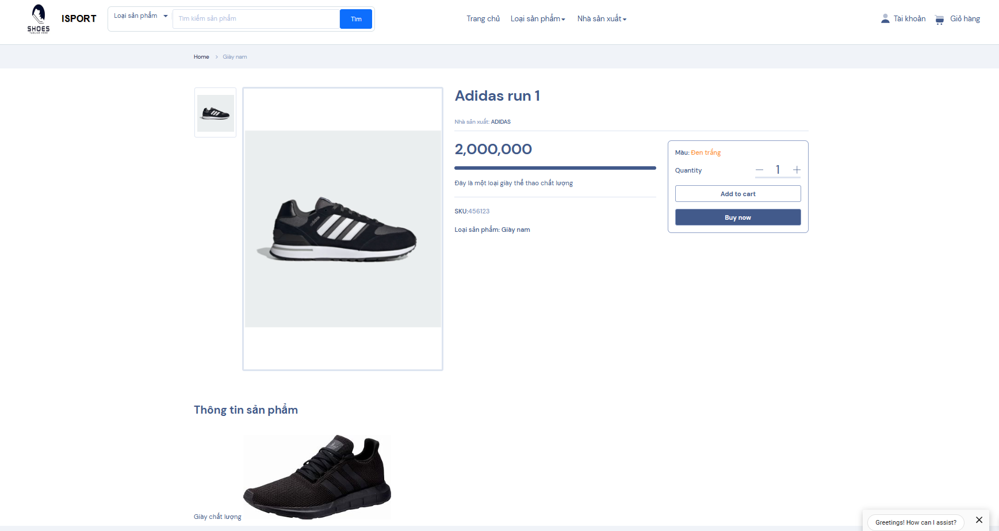 SHOES
TAGLINE HERE
ISPORT
Loại sản phẩm
Tìm kiếm sản phẩm
Tìm
Trang chủ
Loại sản phẩm
Nhà sản xuất
Tài khoản
Giỏ hàng
Home
Giày nam
Adidas run 1
Nhà sản xuất: ADIDAS
2,000,000
Đây là một loại giày thể thao chất lượng
SKU:456123
Loại sản phẩm: Giày nam
Màu: Đen trắng
Quantity
1
Add to cart
Buy now
adidas
Thông tin sản phẩm
Giày chất lượng
Greetings! How can I assist?